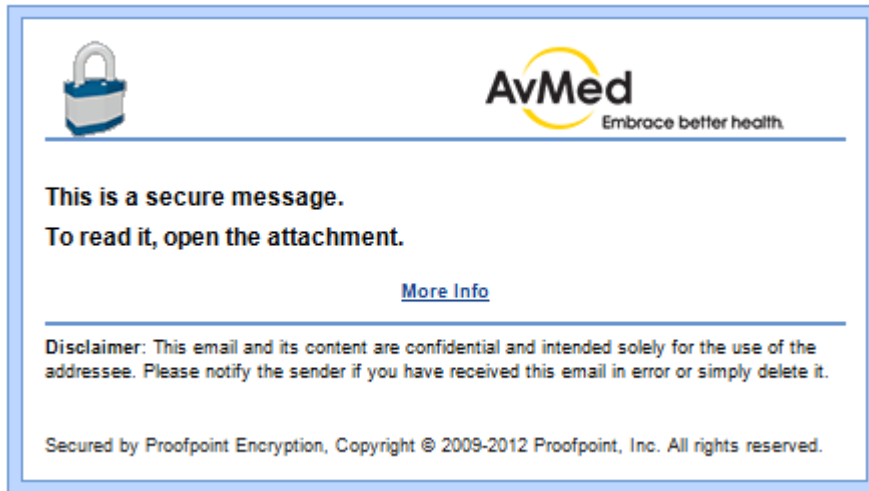 AvMed
Embrace better health.
This is a secure message.
To read it, open the attachment.
More Info
Disclaimer: This email and its content are confidential and intended solely for the use of the
addressee. Please notify the sender if you have received this email in error or simply delete it.
Secured by Proofpoint Encryption, Copyright © 2009-2012 Proofpoint, Inc. All rights reserved.